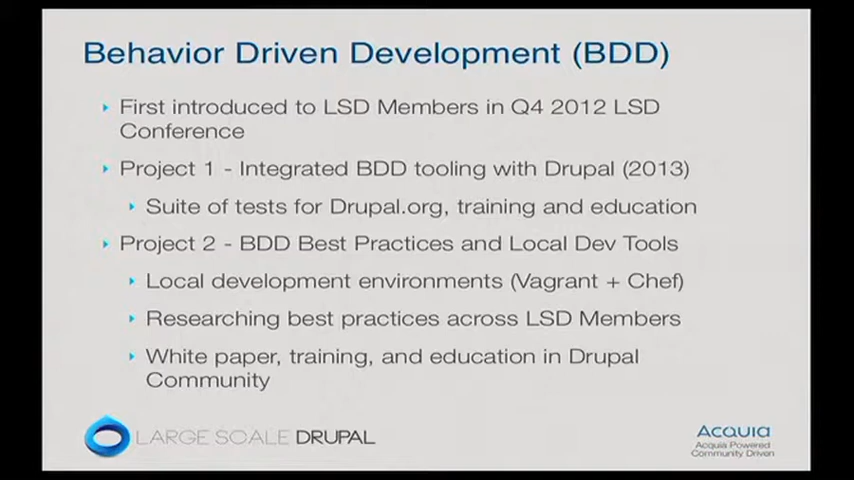 Behavior Driven Development (BDD)
First introduced to LSD Members in Q4 2012 LSD
Conference
Project 1 - Integrated BDD tooling with Drupal (2013)
Suite of tests for Drupal.org, training and education
Project 2 - BDD Best Practices and Local Dev Tools
Local development environments (Vagrant + Chef)
Researching best practices across LSD Members
White paper, training, and education in Drupal
Community
LARGE SCALE DRUPAL
Acquia
Acquia Powered
Community Driven